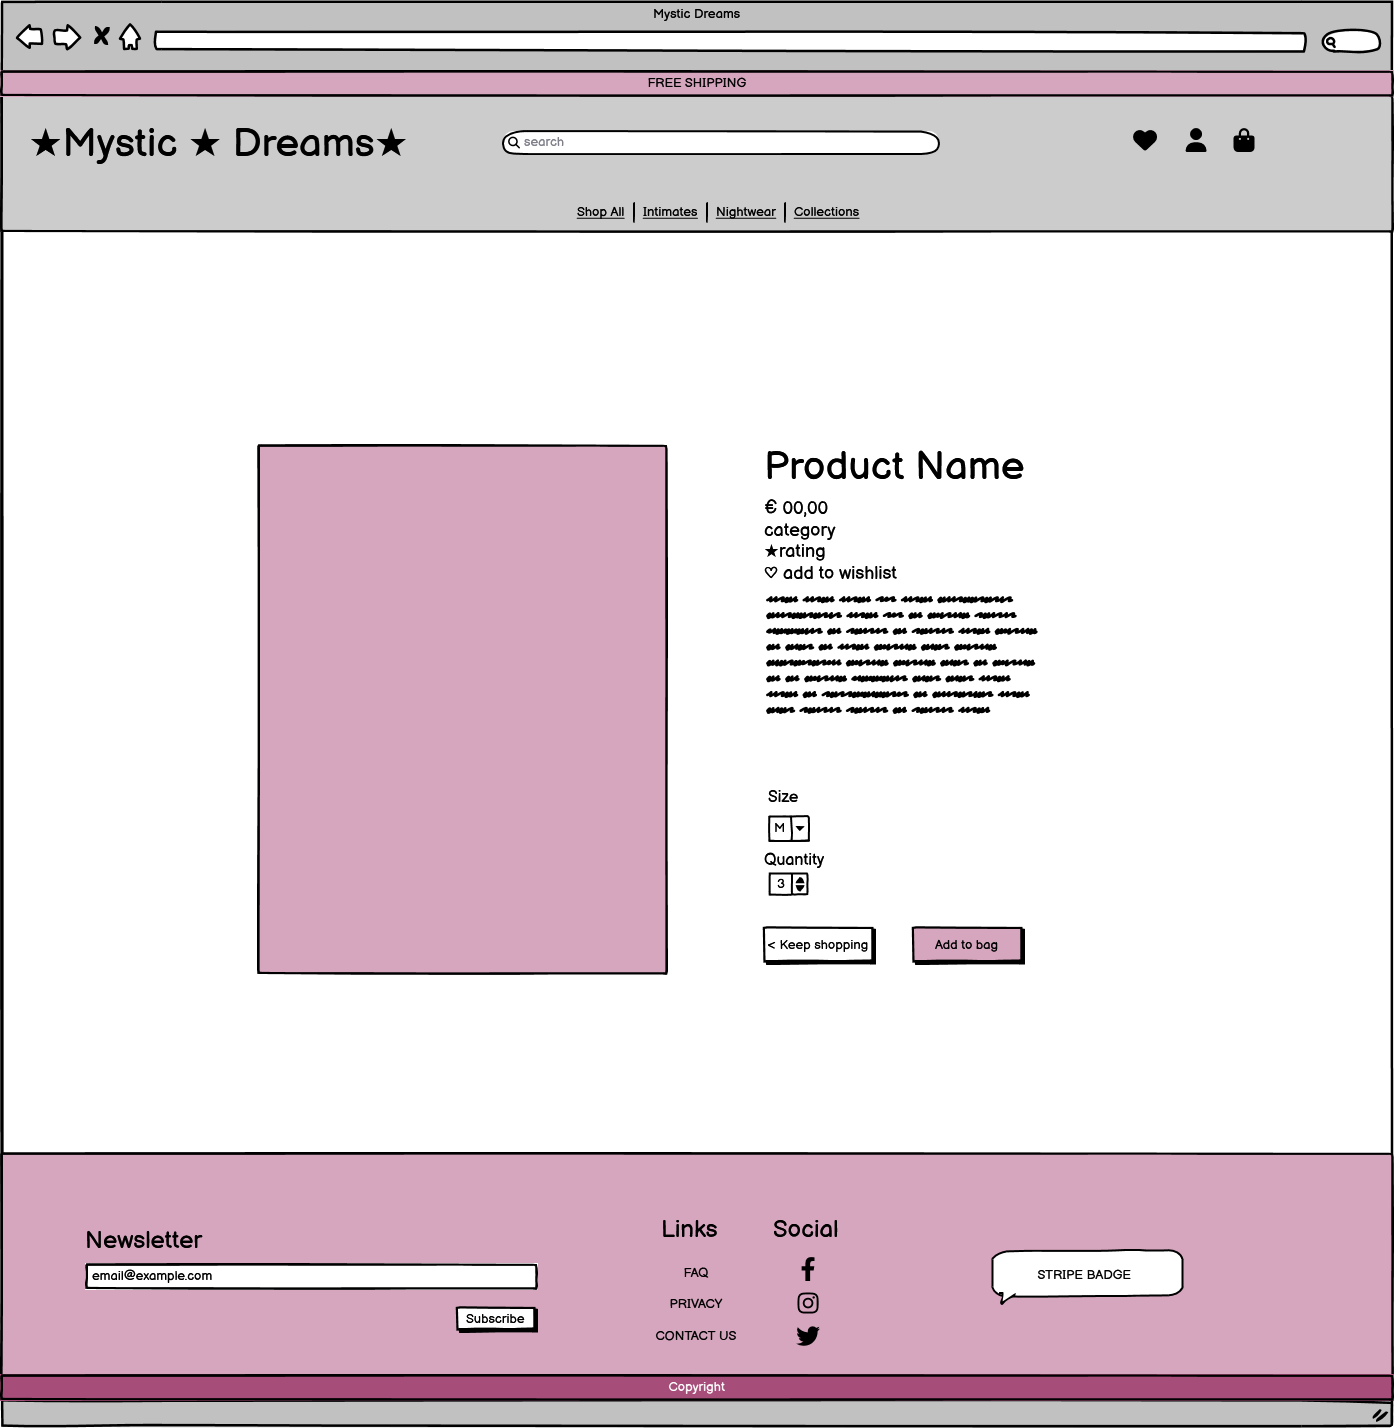 Mystic Dreams
FREE SHIPPING
★Mystic ★ Dreams★
search
Shop All | Intimates | Nightwear | Collections
Product Name
€ 00,00
category
★rating
♡ add to wishlist
Size
M
Quantity
3
< Keep shopping
Add to bag
Newsletter
email@example.com
Subscribe
Links
FAQ
PRIVACY
CONTACT US
Social
STRIPE BADGE
Copyright